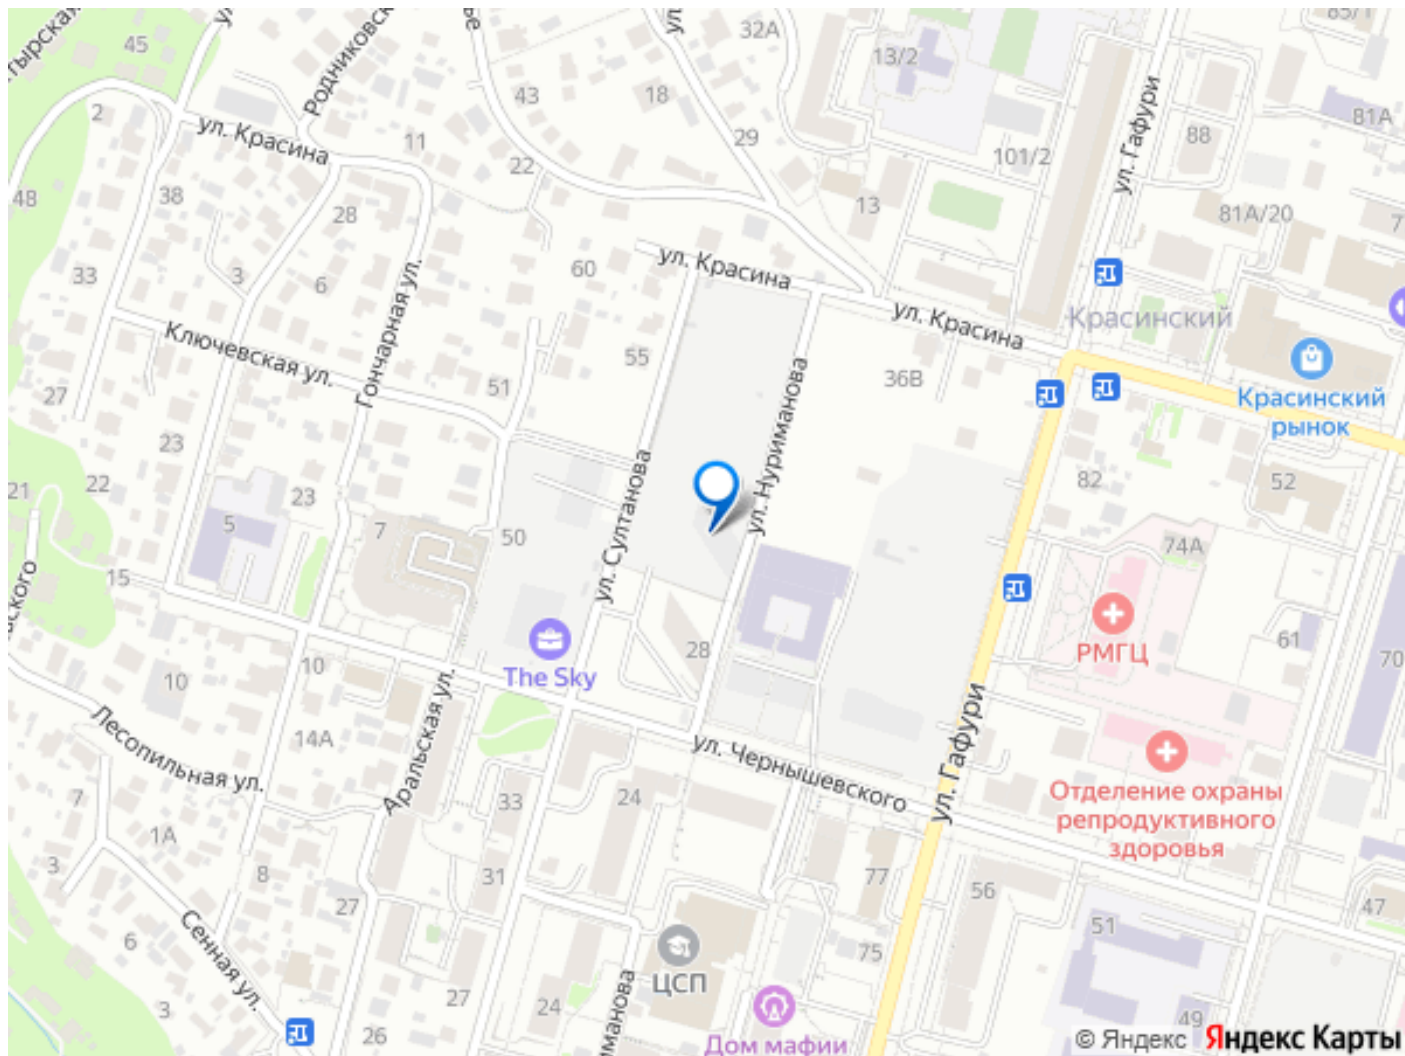 45
32А
85/1
13/2
Родниковск
43
18
81А
2
ул. Красина
11
29
88
ул. Гафури
22
101/2
48
38
28
13
81А/20
7
33
3
6
60
ул. Красина
Гончарная ул.
ул. Красина
Красинский
Ключевская ул.
55
36В
Красинский
рынок
27
51
ул. Нуриманова
23
ул. Султанова
82
52
21
22
23
7
5
50
74А
15
ского
61
РМГЦ
28
70
The Sky
10
10
14А
Аральская ул.
ул. Гафури
Лесопильная ул.
ул. Чернышевского
Отделение охраны
репродуктивного
здоровья
7
33
24
1А
3
8
31
77
56
27
47
51
Сенная ул.
6
75
ЦСП
иманова
27
24
3
26
49
Дом мафии
© Яндекс Яндекс Карты